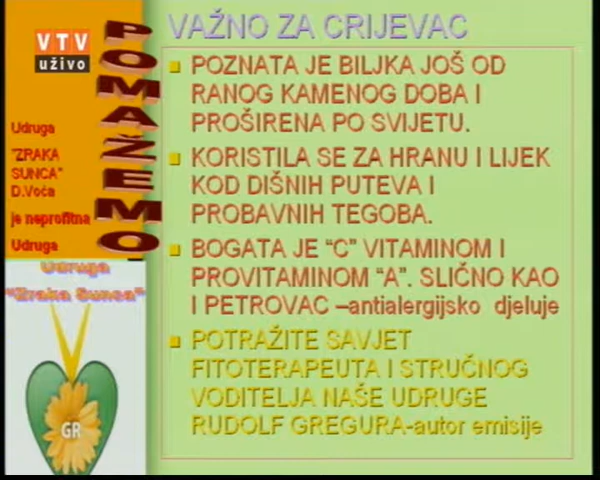 VTV
uživo
POMAŽEMO
Udruga
"ZRAKA
SUNCA"
D.Voća
je neprofitna
Udruga
Udruga
"Zraka Sunca"
GR
VAŽNO ZA CRIJEVAC
POZNATA JE BILJKA JOŠ OD
RANOG KAMENOG DOBA I
PROŠIRENA PO SVIJETU.
KORISTILA SE ZA HRANU I LIJEK
KOD DIŠNIH PUTEVA I
PROBAVNIH TEGOBA.
BOGATA JE "C" VITAMINOM I
PROVITAMINOM "A". SLIČNO KAO
I PETROVAC –antialergijsko djeluje
POTRAŽITE SAVJET
FITOTERAPEUTA I STRUČNOG
VODITELJA NAŠE UDRUGE
RUDOLF GREGURA-autor emisije